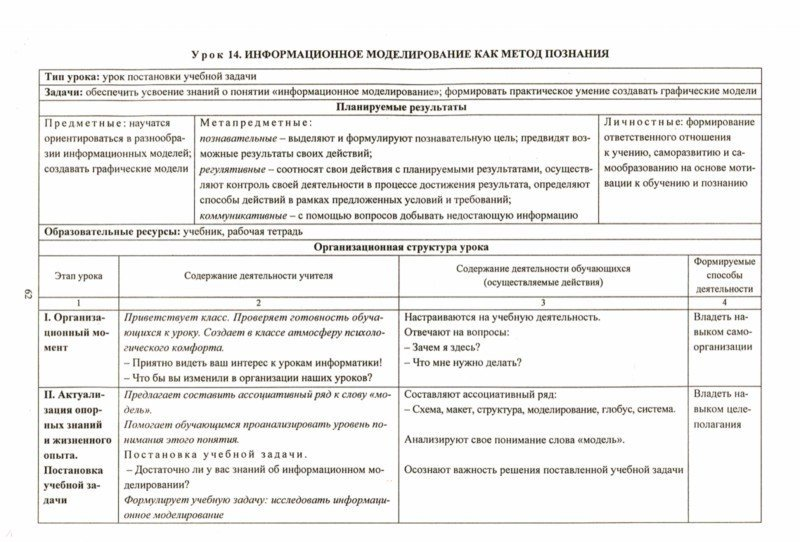 Урок 14. ИНФОРМАЦИОННОЕ МОДЕЛИРОВАНИЕ КАК МЕТОД ПОЗНАНИЯ
Тип урока: урок постановки учебной задачи
Задачи: обеспечить усвоение знаний о понятии «информационное моделирование»; формировать практическое умение создавать графические модели
Планируемые результаты
Предметные: научатся
ориентироваться в разнообра-
зии информационных моделей;
создавать графические модели
Метапредметные:
познавательные – выделяют и формулируют познавательную цель; предвидят воз-
можные результаты своих действий;
регулятивные – соотносят свои действия с планируемыми результатами, осуществ-
ляют контроль своей деятельности в процессе достижения результата, определяют
способы действий в рамках предложенных условий и требований;
коммуникативные – с помощью вопросов добывать недостающую информацию
Личностные: формирование
ответственного отношения
к учению, саморазвитию и са-
мообразованию на основе моти-
вации к обучению и познанию
Образовательные ресурсы: учебник, рабочая тетрадь
Организационная структура урока
Этап урока
Содержание деятельности учителя
Содержание деятельности обучающихся
(осуществляемые действия)
Формируемые
способы
деятельности
1
2
3
4
I. Организа-
ционный мо-
мент
Приветствует класс. Проверяет готовность обуча-
ющихся к уроку. Создает в классе атмосферу психоло-
гического комфорта.
– Приятно видеть ваш интерес к урокам информатики!
– Что бы вы изменили в организации наших уроков?
Настраиваются на учебную деятельность.
Отвечают на вопросы:
– Зачем я здесь?
– Что мне нужно делать?
Владеть на-
выком само-
организации
II. Актуали-
зация опор-
ных знаний
и жизненного
опыта.
Постановка
учебной за-
дачи
Предлагает составить ассоциативный ряд к слову «мо-
дель».
Помогает обучающимся проанализировать уровень по-
нимания этого понятия.
Постановка учебной задачи.
– Достаточно ли у вас знаний об информационном мо-
делировании?
Формулирует учебную задачу: исследовать информаци-
онное моделирование
Составляют ассоциативный ряд:
– Схема, макет, структура, моделирование, глобус, система.
Анализируют свое понимание слова «модель».
Осознают важность решения поставленной учебной задачи
Владеть на-
выком целе-
полагания
62